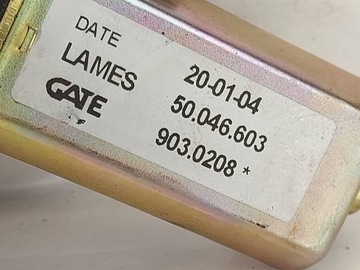 DATE 20-01-04
LAMES 50.046.603
GATE 903.0208 *